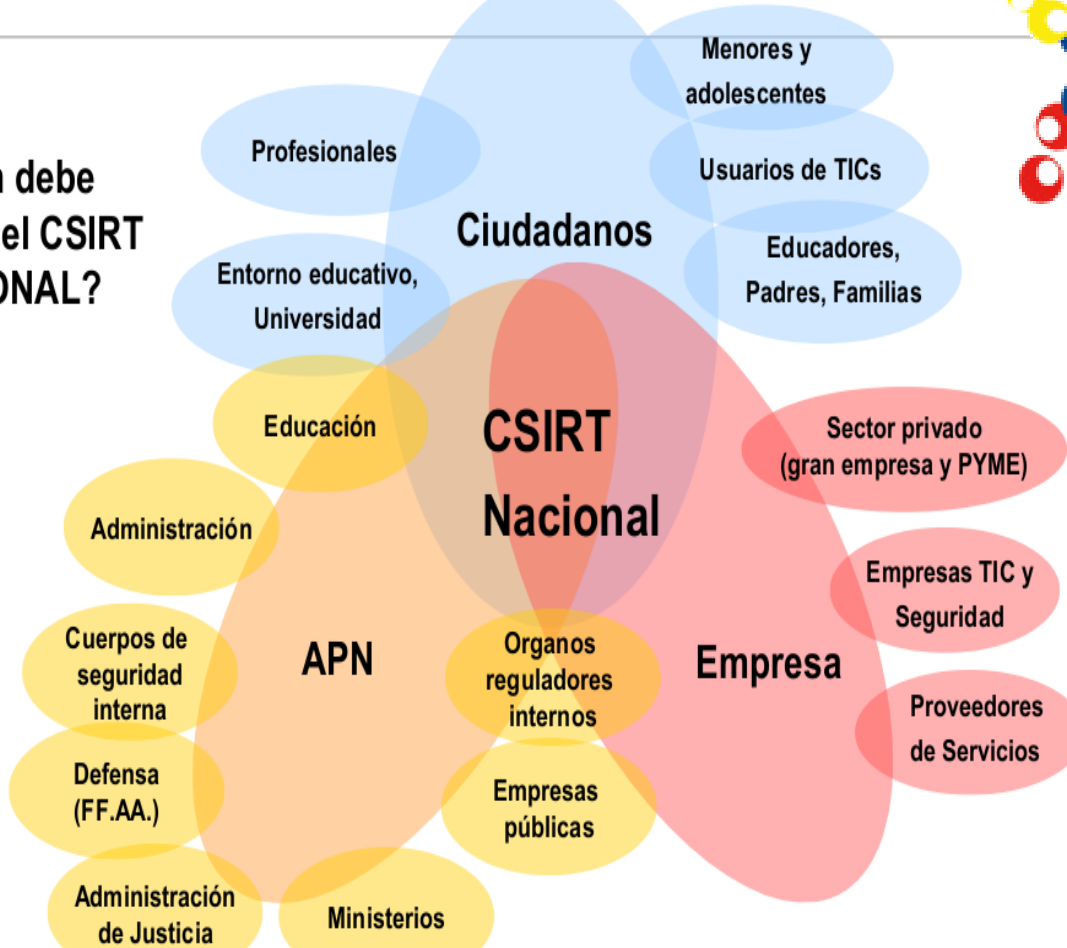 debe
el CSIRT
Menores y
adolescentes
Profesionales
Usuarios de TICs
Ciudadanos
Educadores,
Padres, Familias
Entorno educativo,
Universidad
Educación
CSIRT
Nacional
Sector privado
(gran empresa y PYME)
Administración
Empresas TIC y
Seguridad
Cuerpos de
seguridad
interna
APN
Organos
reguladores
internos
Empresa
Proveedores
de Servicios
Defensa
(FF.AA.)
Empresas
públicas
Administración
de Justicia
Ministerios